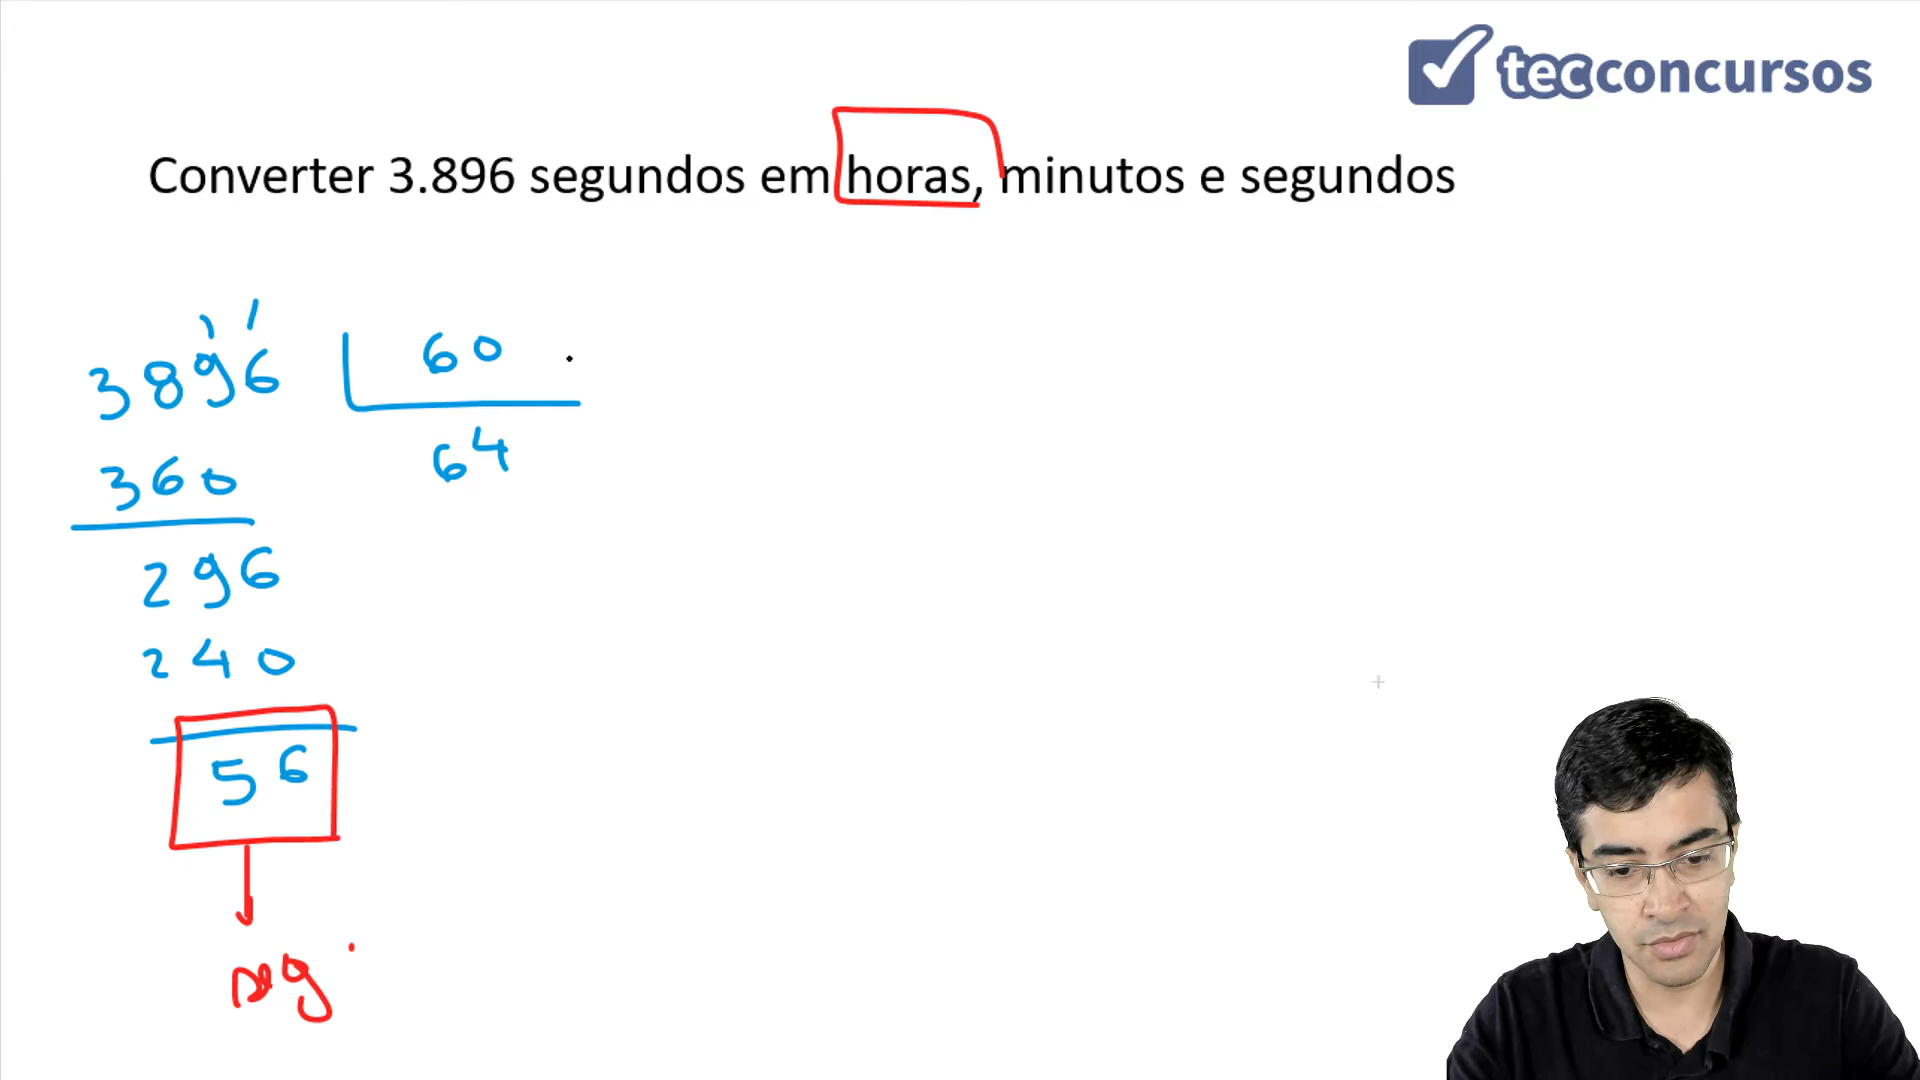 tecconcursos
Converter 3.896 segundos em horas, minutos e segundos
3896 60
64
360
296
240
56
seg